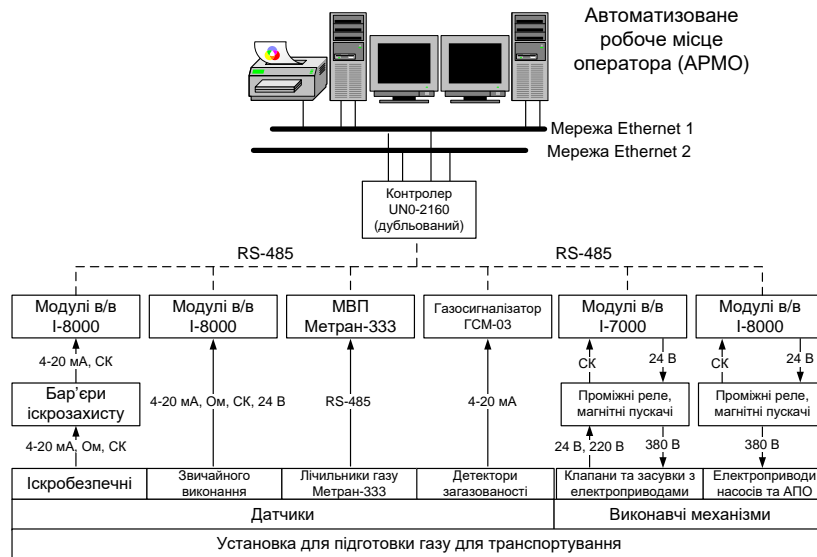 Автоматизоване
робоче місце
оператора (АРМО)
Мережа Ethernet 1
Мережа Ethernet 2
Контролер
UN0-2160
(дубльований)
RS-485
RS-485
Модулі в/в
I-8000
Модулі в/в
I-8000
МВП
Метран-333
Газосигналізатор
ГСМ-03
Модулі в/в
I-7000
Модулі в/в
I-8000
4-20 мА, СК
СК
24 В
СК
24 В
Бар’єри
іскрозахисту
4-20 мА, Ом, СК, 24 В
RS-485
4-20 мА
Проміжні реле,
магнітні пускачі
Проміжні реле,
магнітні пускачі
4-20 мА, Ом, СК
24 В, 220 В
380 В
380 В
Іскробезпечні
Звичайного
виконання
Лічильники газу
Метран-333
Детектори
загазованості
Клапани та засувки з
електроприводами
Електроприводи
насосів та АПО
Датчики
Виконавчі механізми
Установка для підготовки газу для транспортування